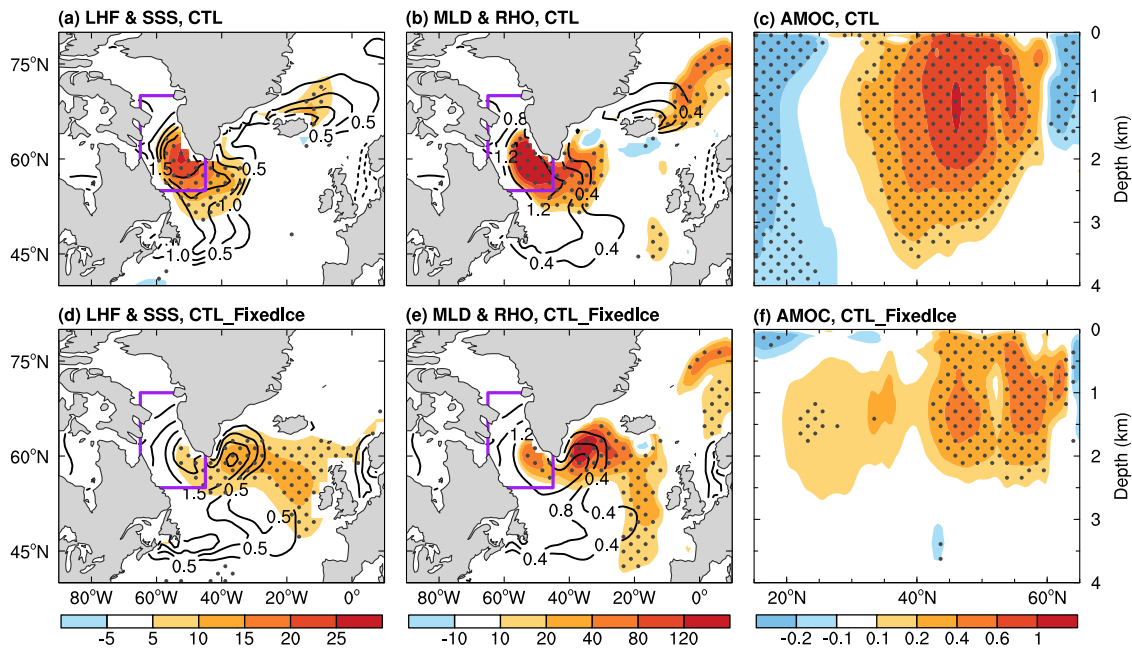 (a) LHF & SSS, CTL
(b) MLD & RHO, CTL
(c) AMOC, CTL
75°N
60°N
45°N
0.5
0.5
0.5
1.5
1.0
1.0
0.5
0.4
0.8
1.2
0.4
1.2
0.4
0.4
0
1
2
3
4
Depth (km)
(d) LHF & SSS, CTL_FixedIce
(e) MLD & RHO, CTL_FixedIce
(f) AMOC, CTL_FixedIce
75°N
60°N
45°N
1.5
0.5
0.5
0.5
0.5
1.2
0.4
0.8
0.4
0.4
0.4
0
1
2
3
4
Depth (km)
80°W 60°W 40°W 20°W 0°
80°W 60°W 40°W 20°W 0°
20°N 40°N 60°N
-5 5 10 15 20 25
-10 10 20 40 80 120
-0.2 -0.1 0.1 0.2 0.4 0.6 1